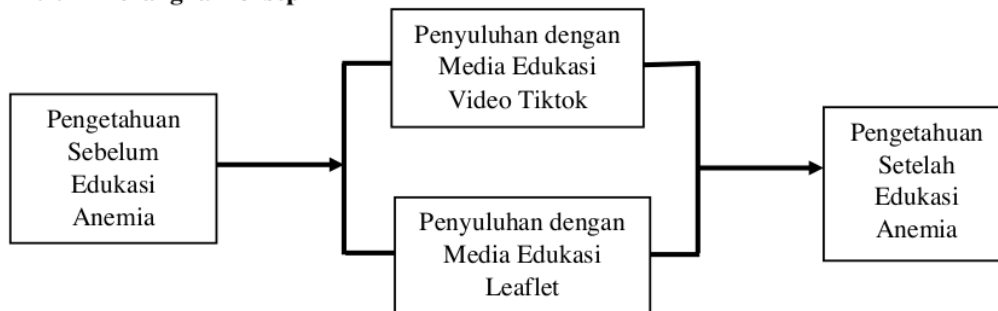 Pengetahuan
Sebelum
Edukasi
Anemia
Penyuluhan dengan
Media Edukasi
Video Tiktok
Penyuluhan dengan
Media Edukasi
Leaflet
Pengetahuan
Setelah
Edukasi
Anemia